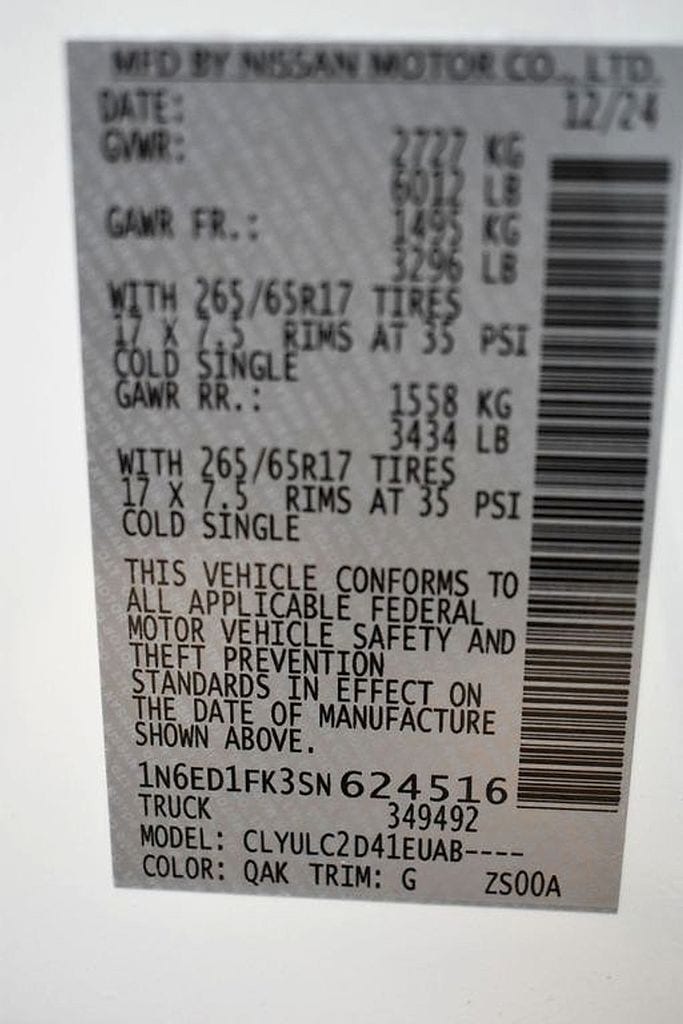 MFD BY NISSAN MOTOR CO., LTD.
DATE: 12/24
GVWR: 2727 KG
6012 LB
GAWR FR.: 1495 KG
3296 LB
WITH 265/65R17 TIRES
17 X 7.5 RIMS AT 35 PSI
COLD SINGLE
GAWR RR.: 1558 KG
3434 LB
WITH 265/65R17 TIRES
17 X 7.5 RIMS AT 35 PSI
COLD SINGLE
THIS VEHICLE CONFORMS TO
ALL APPLICABLE FEDERAL
MOTOR VEHICLE SAFETY AND
THEFT PREVENTION
STANDARDS IN EFFECT ON
THE DATE OF MANUFACTURE
SHOWN ABOVE.
1N6ED1FK3SN624516
TRUCK 349492
MODEL: CLYULC2D41EUAB----
COLOR: QAK TRIM: G ZS00A